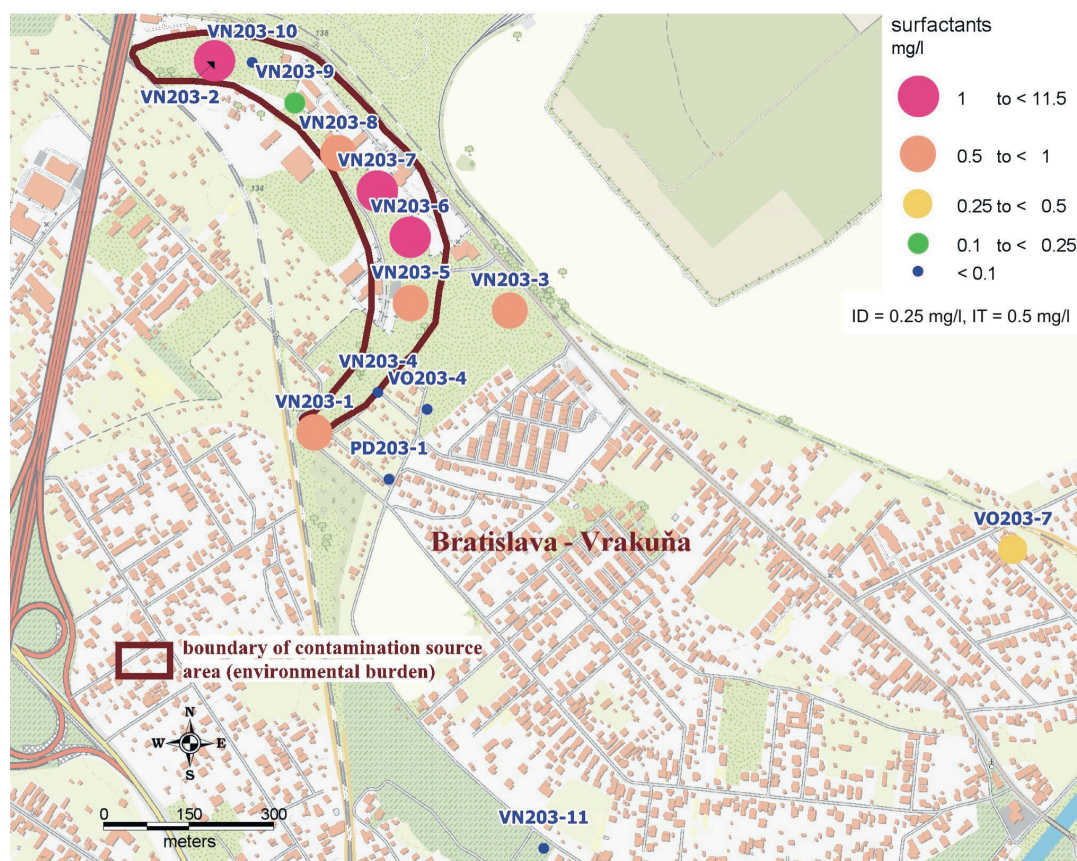 surfactants
mg/l
1 to < 11.5
0.5 to < 1
0.25 to < 0.5
0.1 to < 0.25
< 0.1
ID = 0.25 mg/l, IT = 0.5 mg/l
VN203-10
135
VN203-9
VN203-2
VN203-8
VN203-7
134
VN203-6
VN203-5
VN203-3
VN203-4
VO203-4
VN203-1
PD203-1
VO203-7
Bratislava - Vrakuňa
boundary of contamination source
area (environmental burden)
N
W E
S
0 150 300
meters
VN203-11